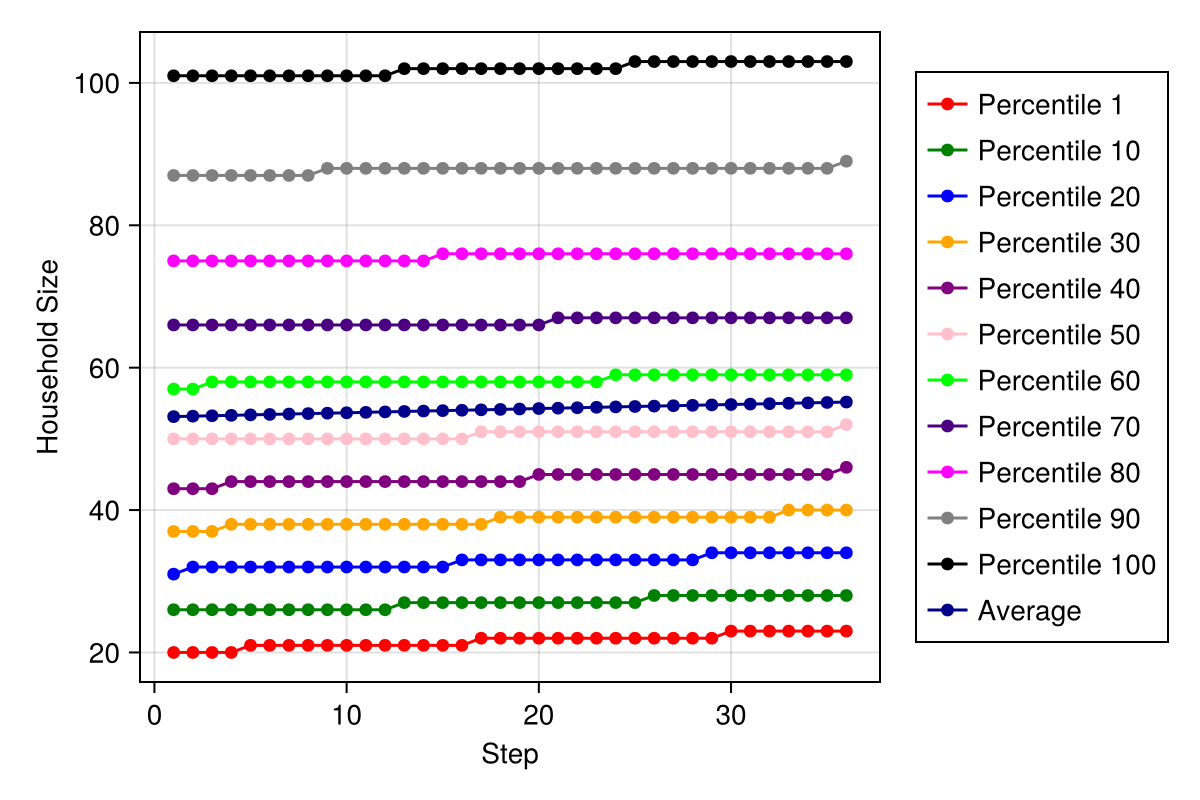 100
80
60
40
20
Household Size
0 10 20 30
Step
Percentile 1
Percentile 10
Percentile 20
Percentile 30
Percentile 40
Percentile 50
Percentile 60
Percentile 70
Percentile 80
Percentile 90
Percentile 100
Average